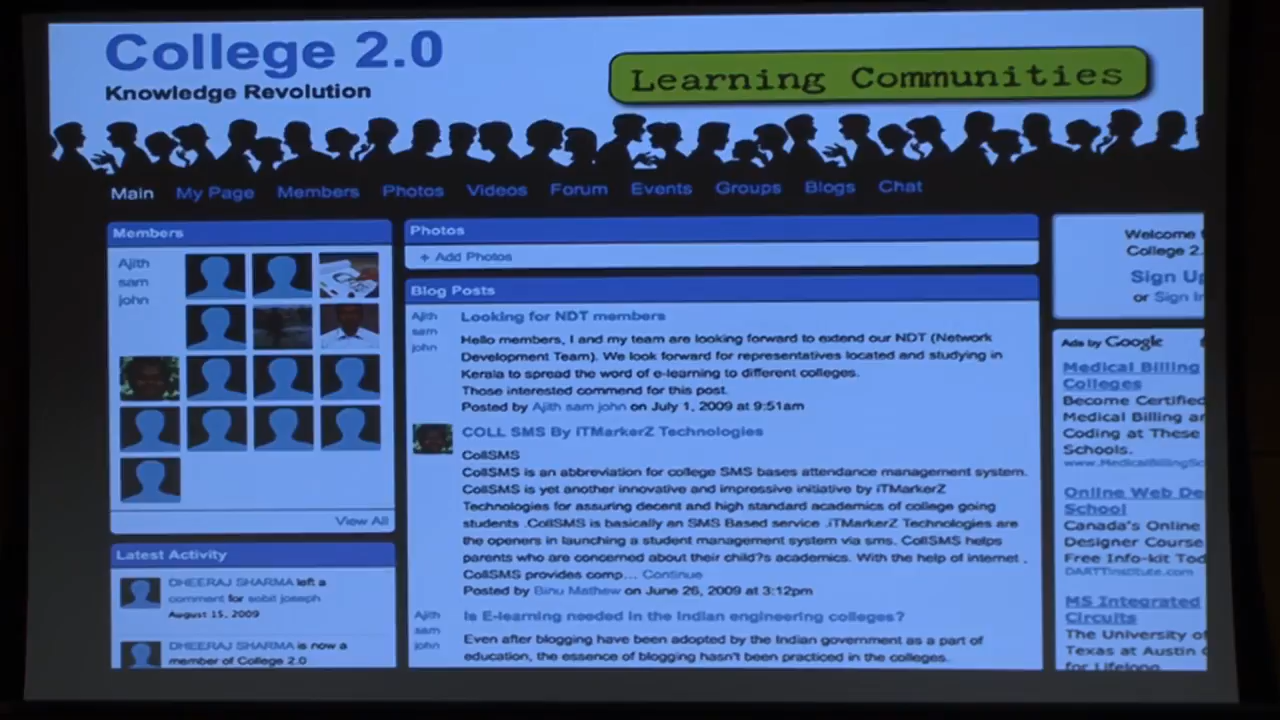 College 2.0
Knowledge Revolution
Learning Communities
Main My Page Members Photos Videos Forum Events Groups Blogs Chat
Members
Ajith
sam
john
View All
Latest Activity
DHEERAJ SHARMA left a
comment for sobit joseph
August 15, 2009
DHEERAJ SHARMA is now a
member of College 2.0
Photos
+ Add Photos
Blog Posts
Ajith
sam
john
Looking for NDT members
Hello members, I and my team are looking forward to extend our NDT (Network
Development Team). We look forward for representatives located and studying in
Kerala to spread the word of e-learning to different colleges.
Those interested commend for this post.
Posted by Ajith sam john on July 1, 2009 at 9:51am
COLL SMS By iTMarkerZ Technologies
CollSMS
CollSMS is an abbreviation for college SMS bases attendance management system.
CollSMS is yet another innovative and impressive initiative by iTMarkerZ
Technologies for assuring decent and high standard academics of college going
students .CollSMS is basically an SMS Based service .iTMarkerZ Technologies are
the openers in launching a student management system via sms. CollSMS helps
parents who are concerned about their child?s academics. With the help of internet ,
CollSMS provides comp... Continue
Posted by Binu Mathew on June 26, 2009 at 3:12pm
Ajith
sam
john
Is E-learning needed in the Indian engineering colleges?
Even after blogging have been adopted by the Indian government as a part of
education, the essence of blogging hasn't been practiced in the colleges.
Welcome
College 2.
Sign Up
or Sign In
Ads by Google
Medical Billing
Colleges
Become Certified
Medical Billing an
Coding at These
Schools.
www.MedicalBillingSc
Online Web De
School
Canada's Online
Designer Course
Free Info-kit Tod
DARTTinstitute.com
MS Integrated
Circuits
The University of
Texas at Austin
for Lifelong